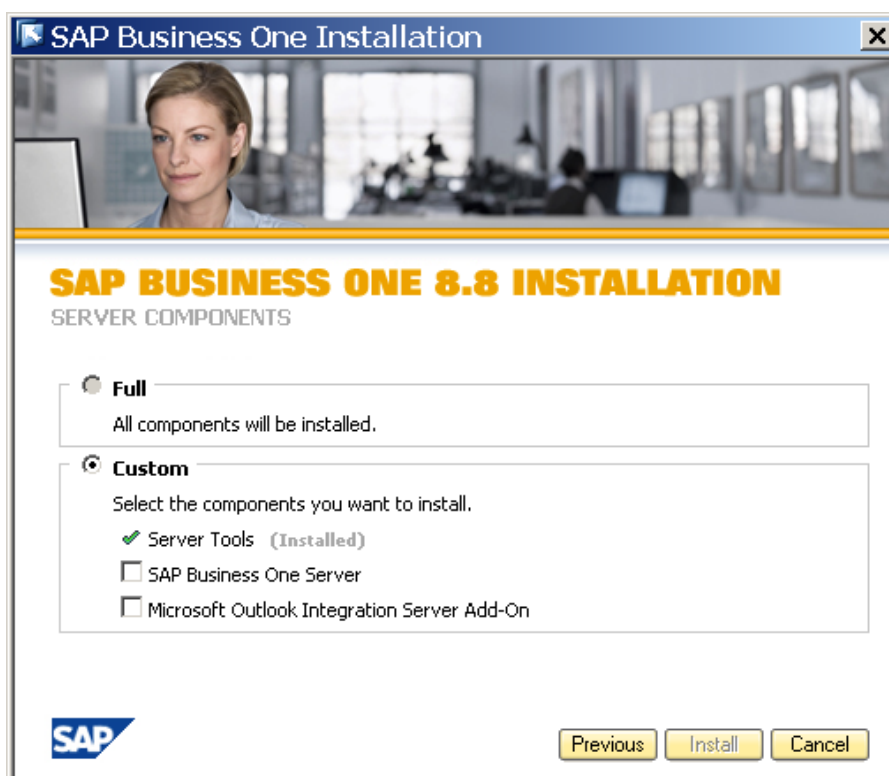 SAP Business One Installation
SAP BUSINESS ONE 8.8 INSTALLATION
SERVER COMPONENTS
Full
All components will be installed.
Custom
Select the components you want to install.
Server Tools (Installed)
SAP Business One Server
Microsoft Outlook Integration Server Add-On
SAP
Previous Install Cancel